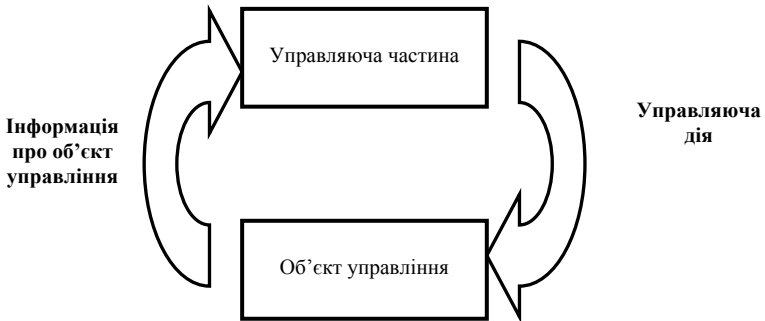 Управляюча частина
Інформація
про об’єкт
управління
Управляюча
дія
Об’єкт управління